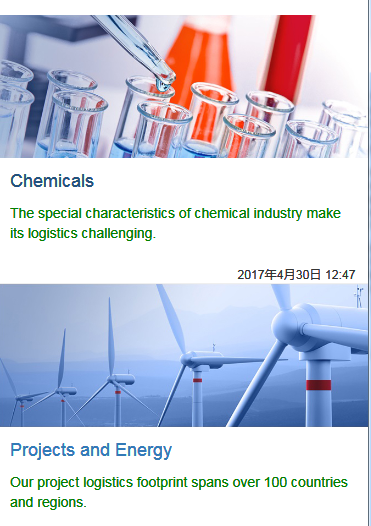 Chemicals
The special characteristics of chemical industry make
its logistics challenging.
2017年4月30日 12:47
Projects and Energy
Our project logistics footprint spans over 100 countries
and regions.